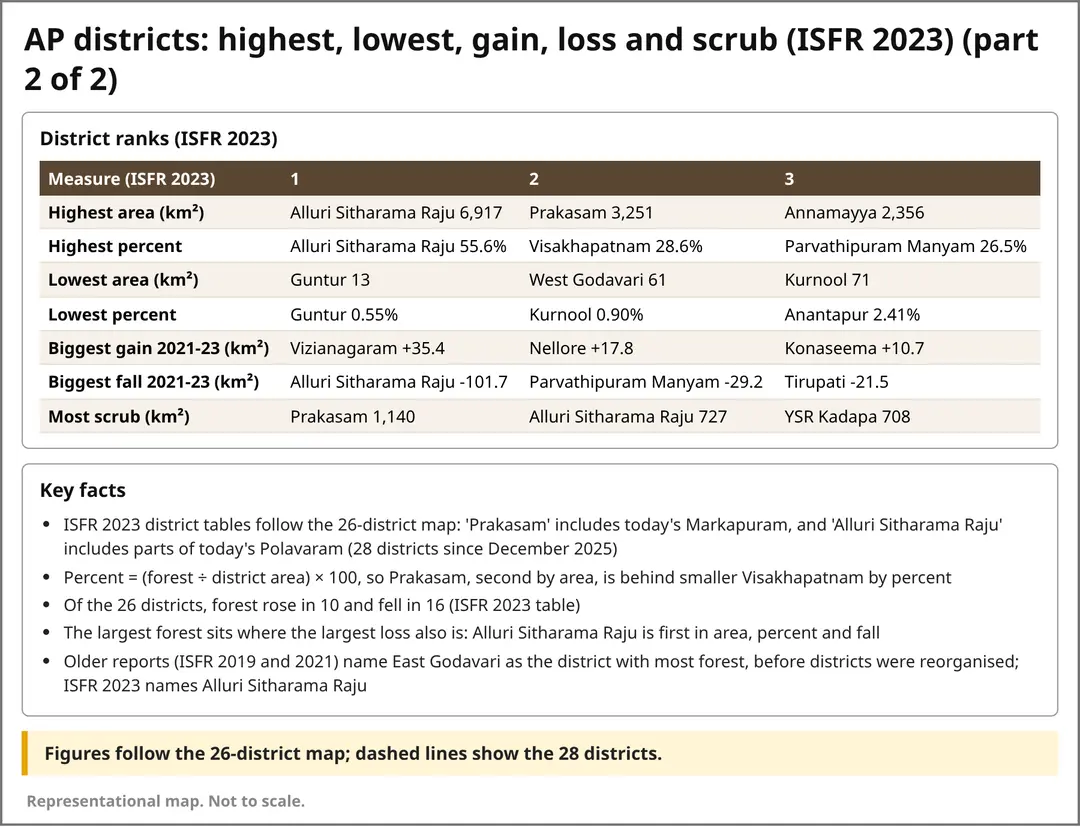 AP districts: highest, lowest, gain, loss and scrub (ISFR 2023) (part
2 of 2)
District ranks (ISFR 2023)
Measure (ISFR 2023) 1 2 3
Highest area (km²) Alluri Sitharama Raju 6,917 Prakasam 3,251 Annamayya 2,356
Highest percent Alluri Sitharama Raju 55.6% Visakhapatnam 28.6% Parvathipuram Manyam 26.5%
Lowest area (km²) Guntur 13 West Godavari 61 Kurnool 71
Lowest percent Guntur 0.55% Kurnool 0.90% Anantapur 2.41%
Biggest gain 2021-23 (km²) Vizianagaram +35.4 Nellore +17.8 Konaseema +10.7
Biggest fall 2021-23 (km²) Alluri Sitharama Raju -101.7 Parvathipuram Manyam -29.2 Tirupati -21.5
Most scrub (km²) Prakasam 1,140 Alluri Sitharama Raju 727 YSR Kadapa 708
Key facts
• ISFR 2023 district tables follow the 26-district map: 'Prakasam' includes today's Markapuram, and 'Alluri Sitharama Raju'
includes parts of today's Polavaram (28 districts since December 2025)
• Percent = (forest ÷ district area) × 100, so Prakasam, second by area, is behind smaller Visakhapatnam by percent
• Of the 26 districts, forest rose in 10 and fell in 16 (ISFR 2023 table)
• The largest forest sits where the largest loss also is: Alluri Sitharama Raju is first in area, percent and fall
• Older reports (ISFR 2019 and 2021) name East Godavari as the district with most forest, before districts were reorganised;
ISFR 2023 names Alluri Sitharama Raju
Figures follow the 26-district map; dashed lines show the 28 districts.
Representational map. Not to scale.